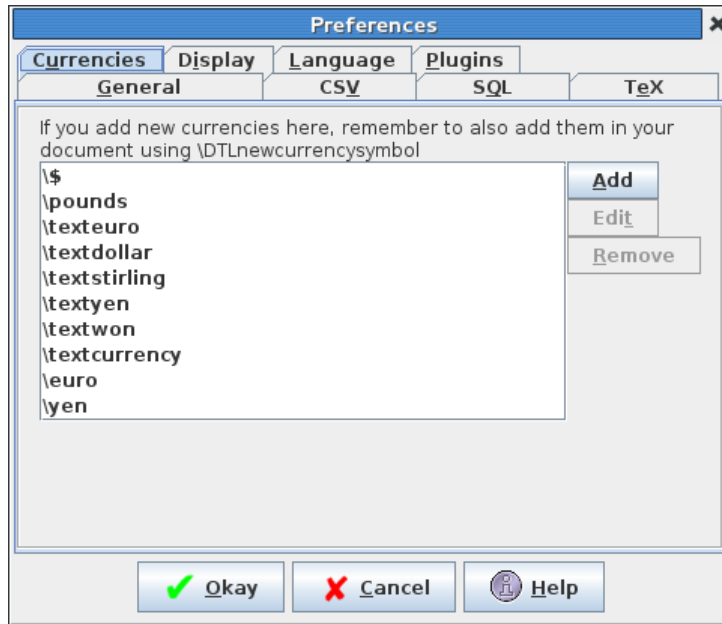 Preferences
Currencies Display Language Plugins
General CSV SQL TeX
If you add new currencies here, remember to also add them in your
document using \DTLnewcurrencysymbol
\$
\pounds
\texteuro
\textdollar
\textstirling
\textyen
\textwon
\textcurrency
\euro
\yen
Add
Edit
Remove
Okay Cancel Help